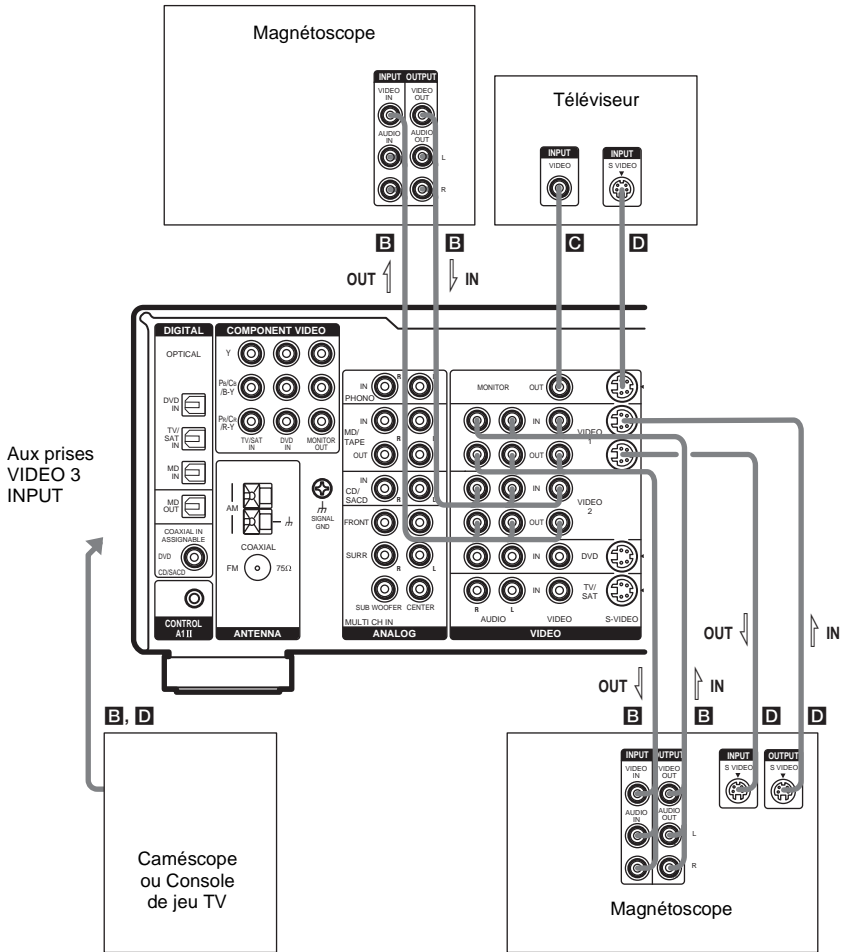 Magnétoscope
INPUT OUTPUT
VIDEO IN
VIDEO OUT
AUDIO IN
AUDIO OUT
L
R
Téléviseur
INPUT
VIDEO
INPUT
S VIDEO
B
B
C
D
OUT
IN
DIGITAL
OPTICAL
DVD IN
TV/ SAT IN
MD IN
MD OUT
COAXIAL IN ASSIGNABLE
DVD
CD/SACD
CONTROL A1II
COMPONENT VIDEO
Y
PB/CB /B-Y
PR/CR /R-Y
TV/SAT IN
DVD IN
MONITOR OUT
AM
SIGNAL GND
COAXIAL
FM
75Ω
ANTENNA
R
IN
PHONO
IN
MD/ TAPE
R
L
OUT
IN
CD/ SACD
R
L
FRONT
SURR
R
L
SUB WOOFER
CENTER
MULTI CH IN
ANALOG
MONITOR
OUT
IN
VIDEO 1
OUT
IN
VIDEO 2
OUT
IN
DVD
IN
TV/ SAT
R
L
AUDIO
VIDEO
S-VIDEO
VIDEO
Aux prises
VIDEO 3
INPUT
OUT
IN
OUT
IN
B, D
B
B
D
D
Caméscope
ou Console
de jeu TV
INPUT
OUTPUT
VIDEO IN
VIDEO OUT
AUDIO IN
AUDIO OUT
L
R
INPUT
S VIDEO
OUTPUT
S VIDEO
Magnétoscope